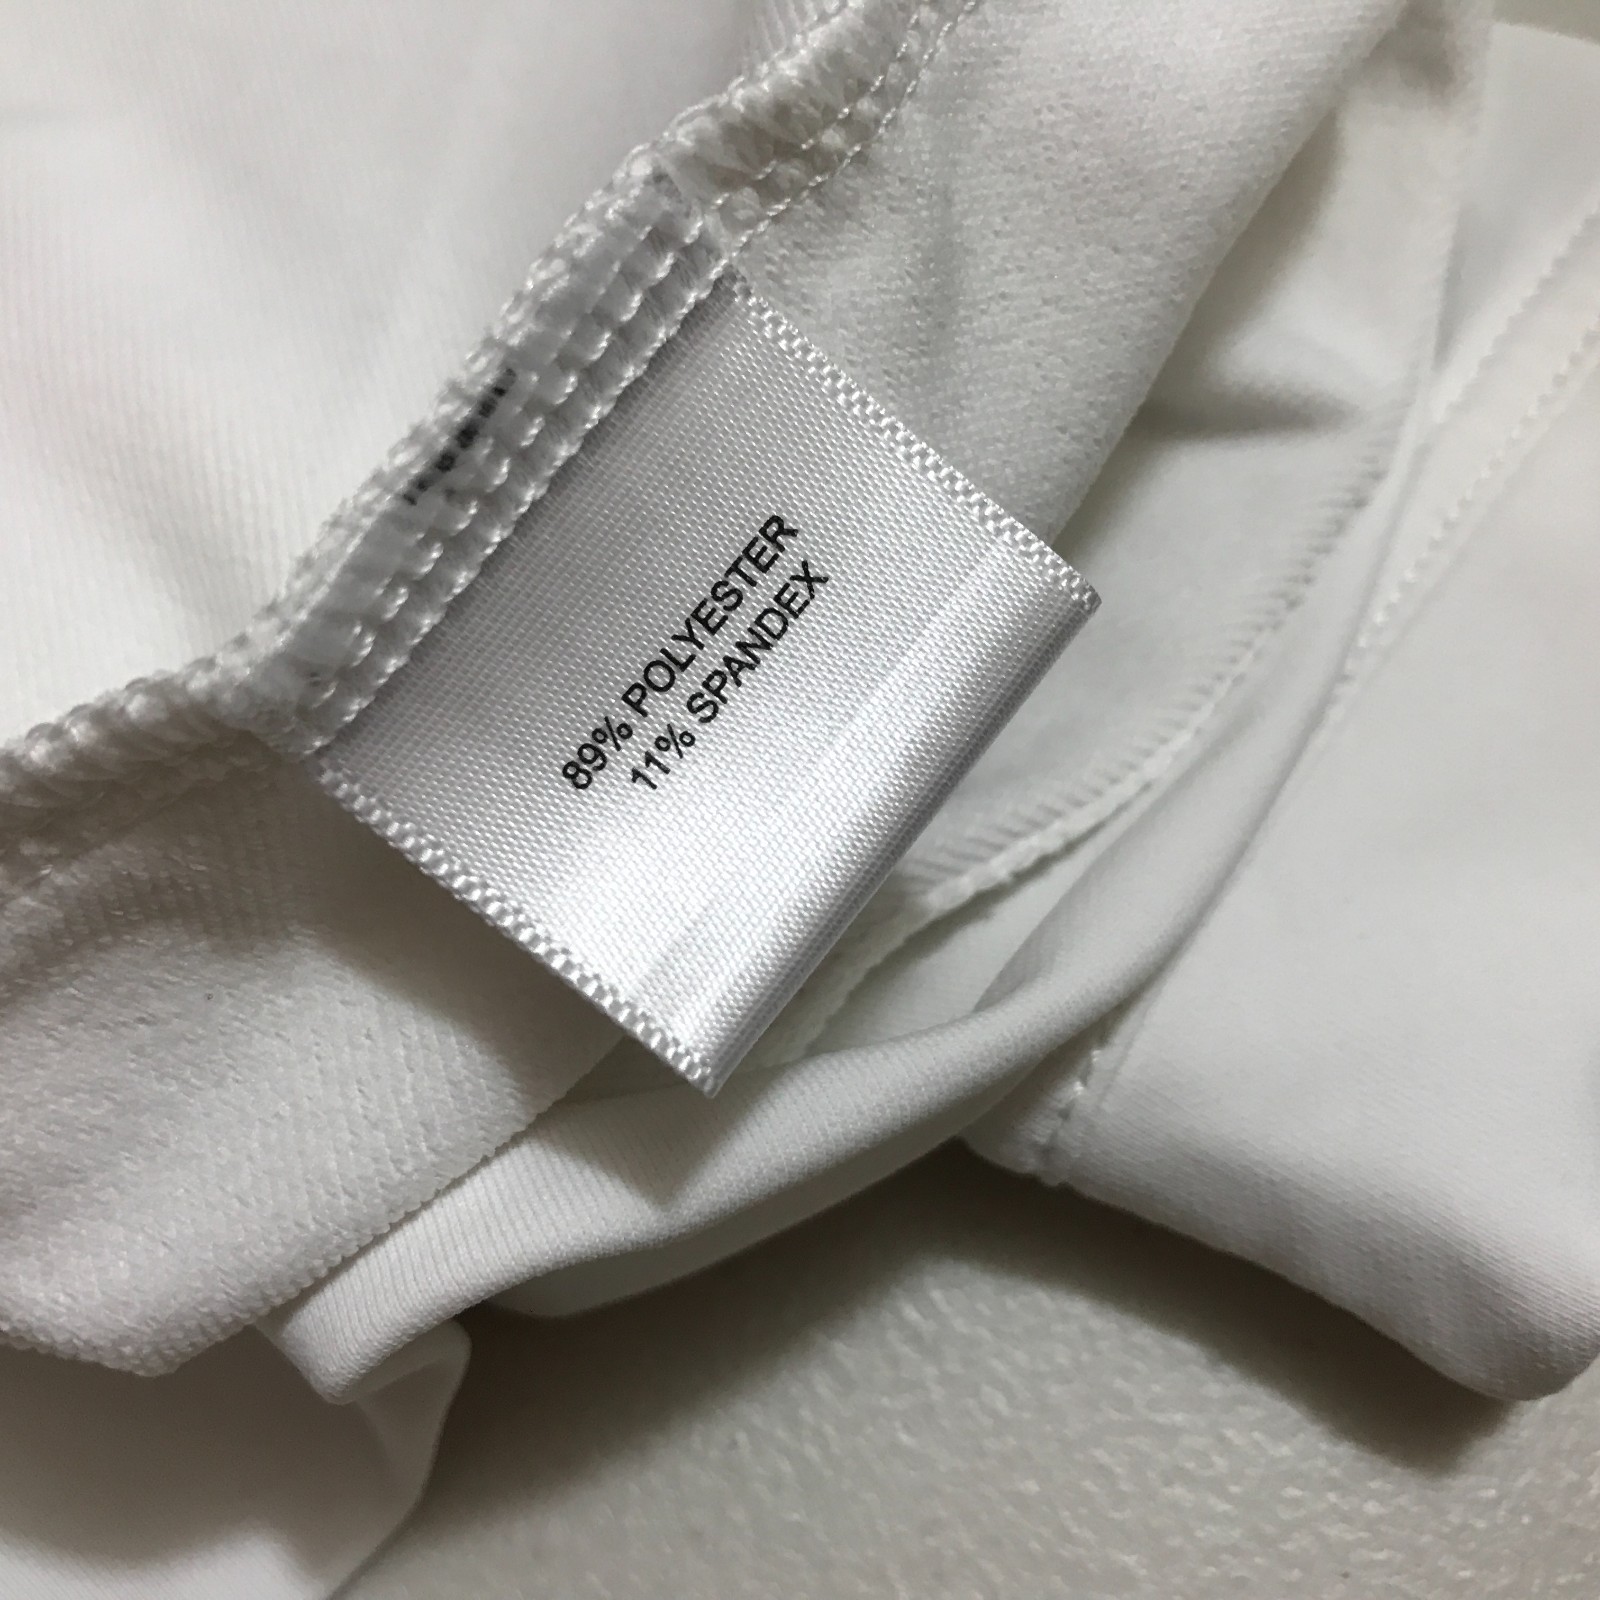 89% POLYESTER
11% SPANDEX